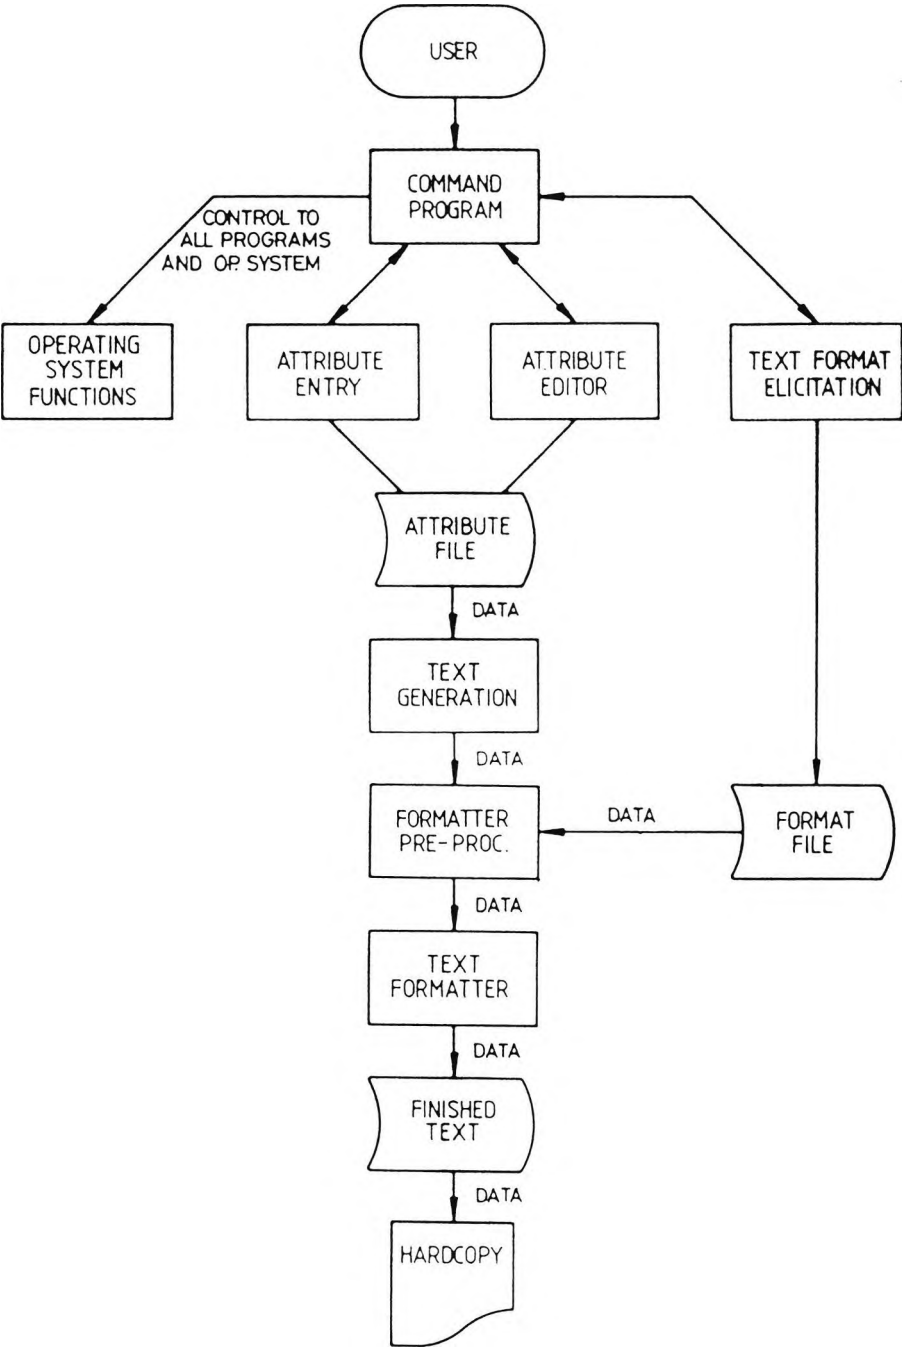 USER
COMMAND
PROGRAM
CONTROL TO
ALL PROGRAMS
AND OP. SYSTEM
OPERATING
SYSTEM
FUNCTIONS
ATTRIBUTE
ENTRY
ATTRIBUTE
EDITOR
TEXT FORMAT
ELICITATION
ATTRIBUTE
FILE
DATA
TEXT
GENERATION
DATA
FORMATTER
PRE-PROC.
DATA
FORMAT
FILE
DATA
TEXT
FORMATTER
DATA
FINISHED
TEXT
DATA
HARDCOPY